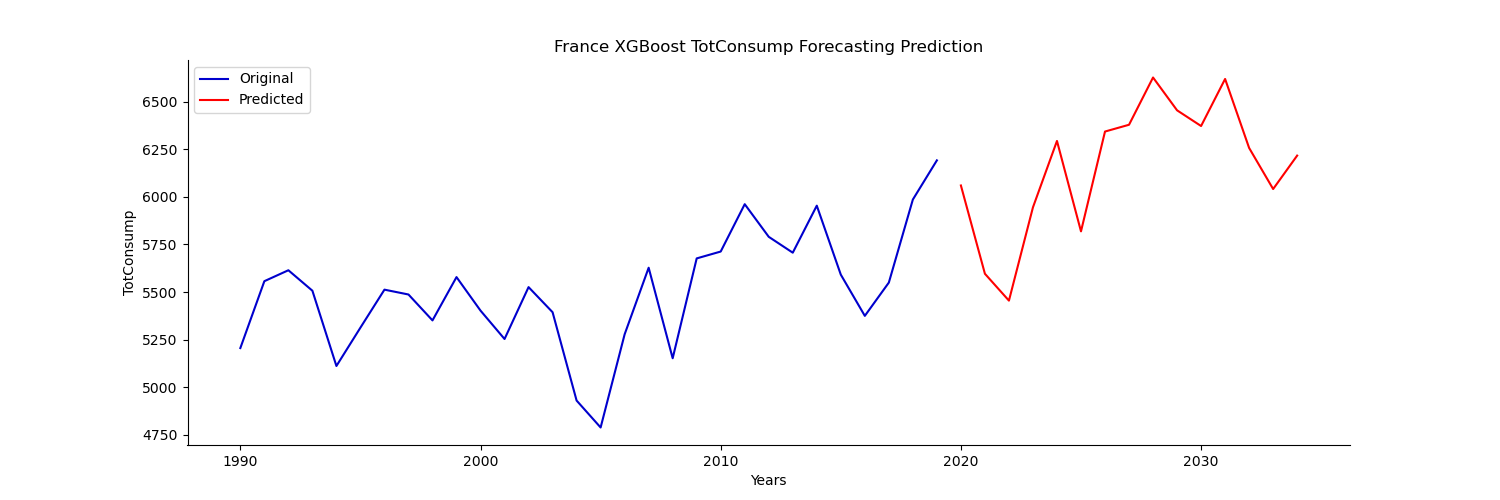 France XGBoost TotConsump Forecasting Prediction
Original
Predicted
TotConsump
6500
6250
6000
5750
5500
5250
5000
4750
1990 2000 2010 2020 2030
Years